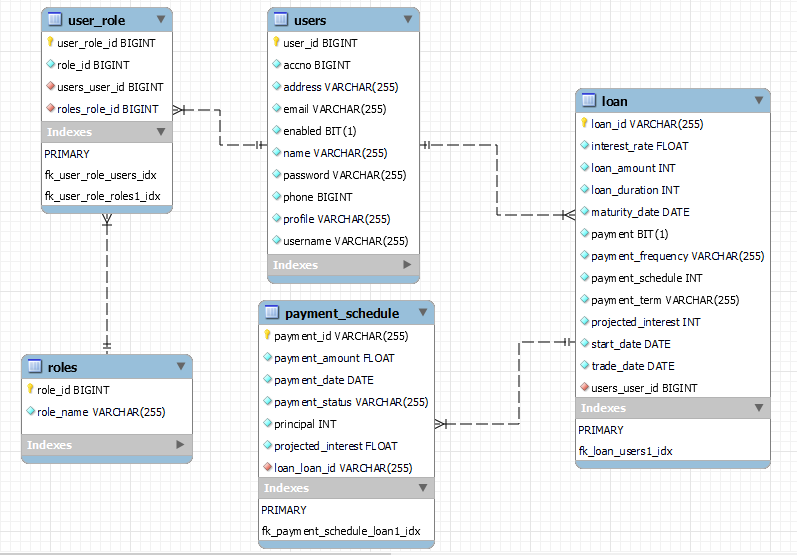 user_role
user_role_id BIGINT
role_id BIGINT
users_user_id BIGINT
roles_role_id BIGINT
Indexes
PRIMARY
fk_user_role_users_idx
fk_user_role_roles1_idx
users
user_id BIGINT
accno BIGINT
address VARCHAR(255)
email VARCHAR(255)
enabled BIT(1)
name VARCHAR(255)
password VARCHAR(255)
phone BIGINT
profile VARCHAR(255)
username VARCHAR(255)
Indexes
loan
loan_id VARCHAR(255)
interest_rate FLOAT
loan_amount INT
loan_duration INT
maturity_date DATE
payment BIT(1)
payment_frequency VARCHAR(255)
payment_schedule INT
payment_term VARCHAR(255)
projected_interest INT
start_date DATE
trade_date DATE
users_user_id BIGINT
Indexes
PRIMARY
fk_loan_users1_idx
roles
role_id BIGINT
role_name VARCHAR(255)
Indexes
payment_schedule
payment_id VARCHAR(255)
payment_amount FLOAT
payment_date DATE
payment_status VARCHAR(255)
principal INT
projected_interest FLOAT
loan_loan_id VARCHAR(255)
Indexes
PRIMARY
fk_payment_schedule_loan1_idx